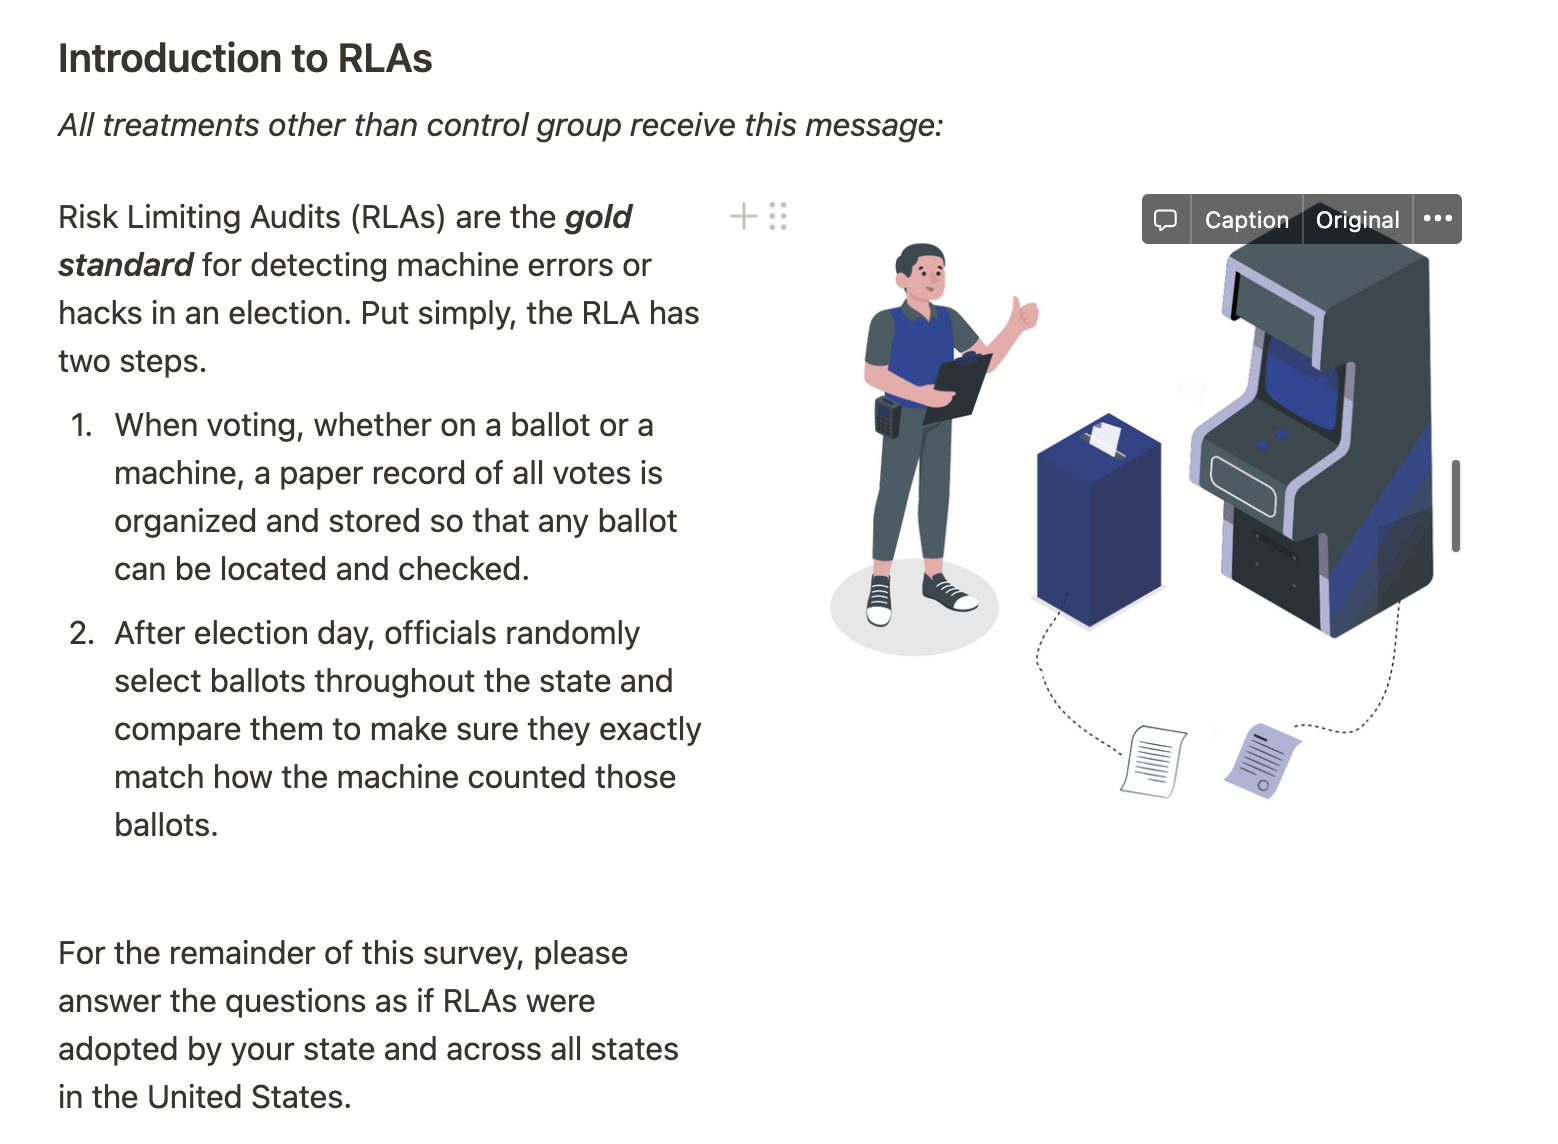 Introduction to RLAs
All treatments other than control group receive this message:
Risk Limiting Audits (RLAs) are the gold
standard for detecting machine errors or
hacks in an election. Put simply, the RLA has
two steps.
1. When voting, whether on a ballot or a
machine, a paper record of all votes is
organized and stored so that any ballot
can be located and checked.
2. After election day, officials randomly
select ballots throughout the state and
compare them to make sure they exactly
match how the machine counted those
ballots.
For the remainder of this survey, please
answer the questions as if RLAs were
adopted by your state and across all states
in the United States.
Caption Original